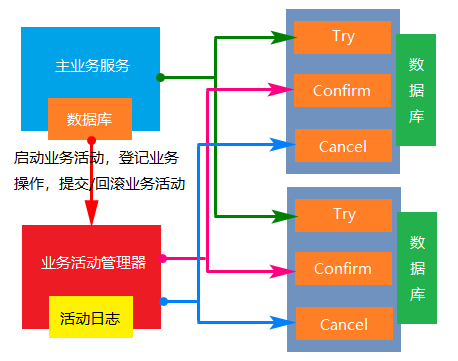 主业务服务
数据库
启动业务活动，登记业务
操作，提交/回滚业务活动
业务活动管理器
活动日志
Try
Confirm
Cancel
数
据
库
Try
Confirm
Cancel
数
据
库